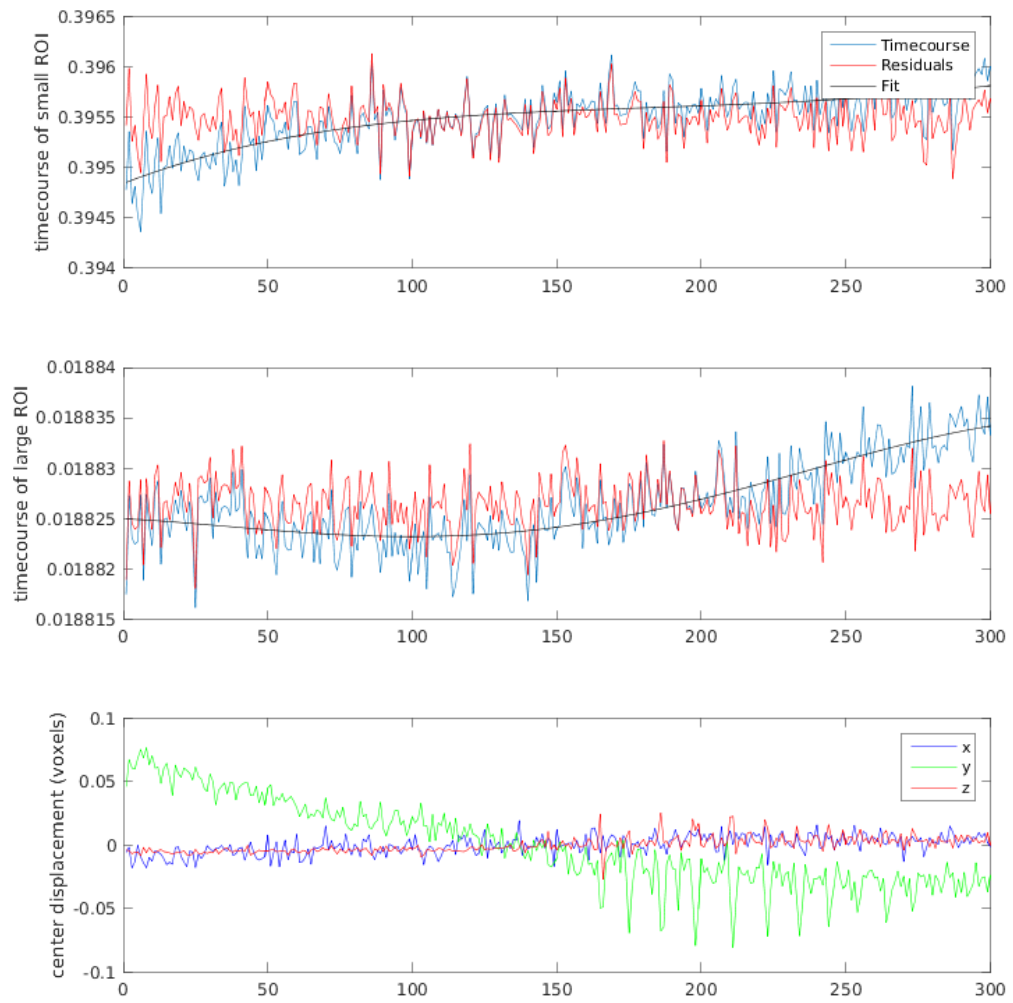 timecourse of small ROI
0.3965
0.396
0.3955
0.395
0.3945
0.394
Timecourse
Residuals
Fit
0 50 100 150 200 250 300
timecourse of large ROI
0.01884
0.018835
0.01883
0.018825
0.01882
0.018815
0 50 100 150 200 250 300
center displacement (voxels)
0.1
0.05
0
-0.05
-0.1
x
y
z
0 50 100 150 200 250 300